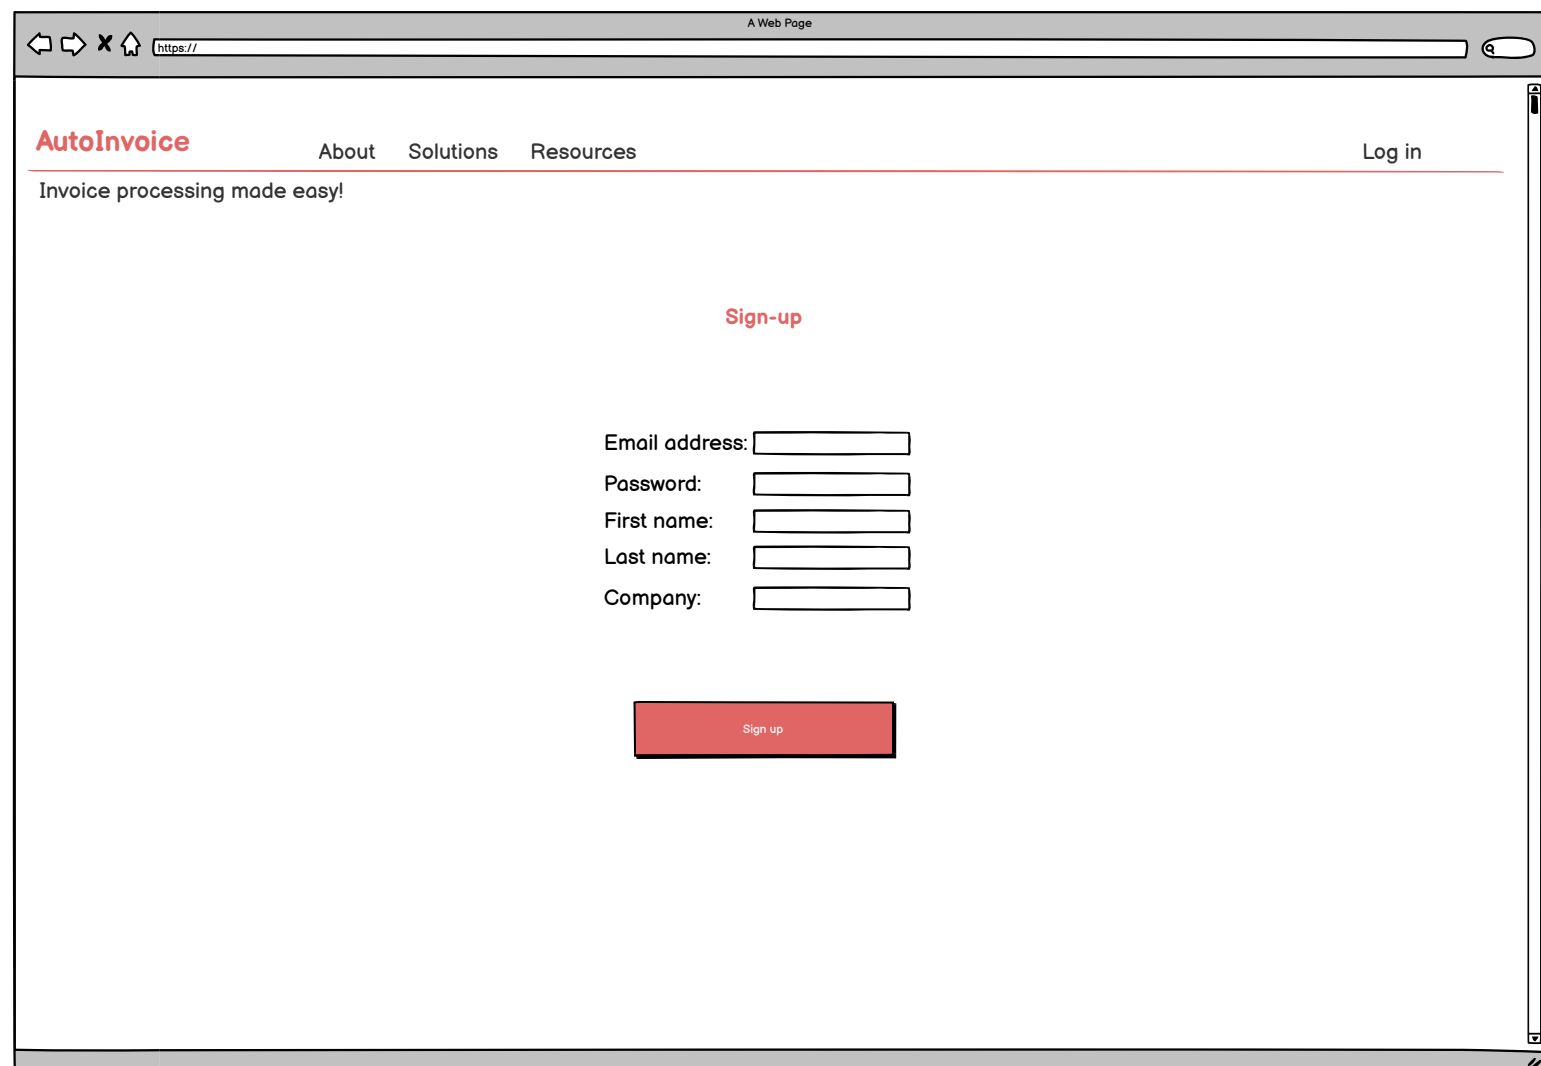 A Web Page
https://
AutoInvoice
About Solutions Resources Log in
Invoice processing made easy!
Sign-up
Email address:
Password:
First name:
Last name:
Company:
Sign up